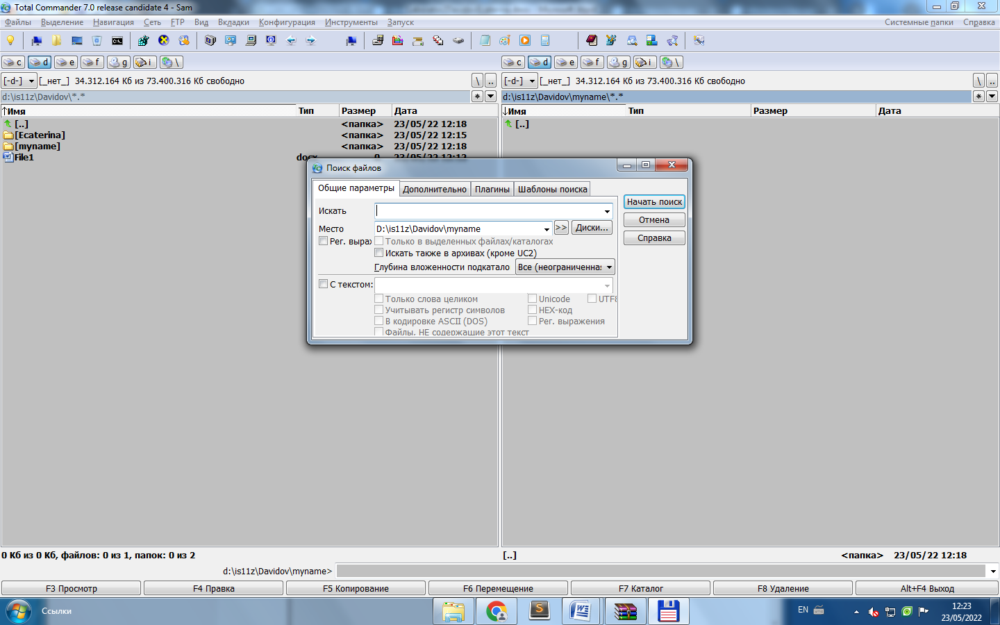 Total Commander 7.0 release candidate 4 - Sam
Файлы Выделение Навигация Сеть FTP Вид Вкладки Конфигурация Инструменты Запуск Системные папки Справка
c d e f g i \ c d e f g i \
[-d-] [_нет_] 34.312.164 Кб из 73.400.316 Кб свободно \ .. [-d-] [_нет_] 34.312.164 Кб из 73.400.316 Кб свободно \ ..
d:\is11z\Davidov\*.* * d:\is11z\Davidov\myname\*.* *
↑Имя Тип Размер Дата ↓Имя Тип Размер Дата
[..] <папка> 23/05/22 12:18 [..]
[Ecaterina] <папка> 23/05/22 12:15
[myname] <папка> 23/05/22 12:18
File1 docx 0 23/05/22 12:12
Поиск файлов
Общие параметры Дополнительно Плагины Шаблоны поиска
Искать Начать поиск
Место D:\is11z\Davidov\myname >> Диски... Отмена
Рег. выра Только в выделенных файлах/каталогах Справка
Искать также в архивах (кроме UC2)
Глубина вложенности подкатало Все (неограниченна
С текстом:
Только слова целиком Unicode UTF8
Учитывать регистр символов HEX-код
В кодировке ASCII (DOS) Рег. выражения
Файлы, НЕ содержащие этот текст
0 Кб из 0 Кб, файлов: 0 из 1, папок: 0 из 2 [..] <папка> 23/05/22 12:18
d:\is11z\Davidov\myname>
F3 Просмотр F4 Правка F5 Копирование F6 Перемещение F7 Каталог F8 Удаление Alt+F4 Выход
Ссылки EN 12:23
23/05/2022